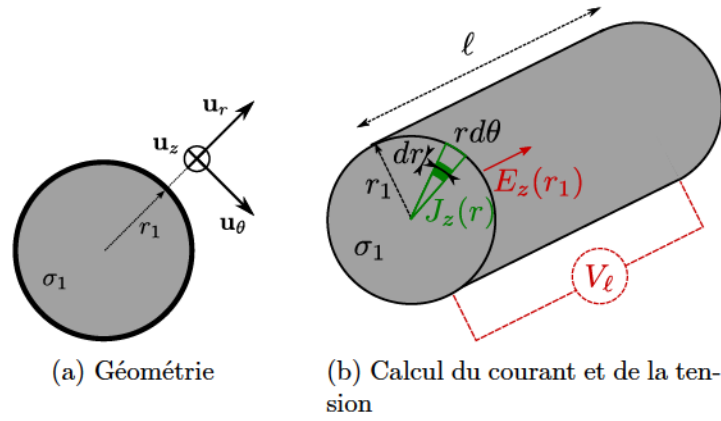 u_r
u_z
r_1
u_θ
σ_1
(a) Géométrie
ℓ
rdθ
dr
r_1
E_z(r_1)
J_z(r)
σ_1
V_ℓ
(b) Calcul du courant et de la ten-
sion